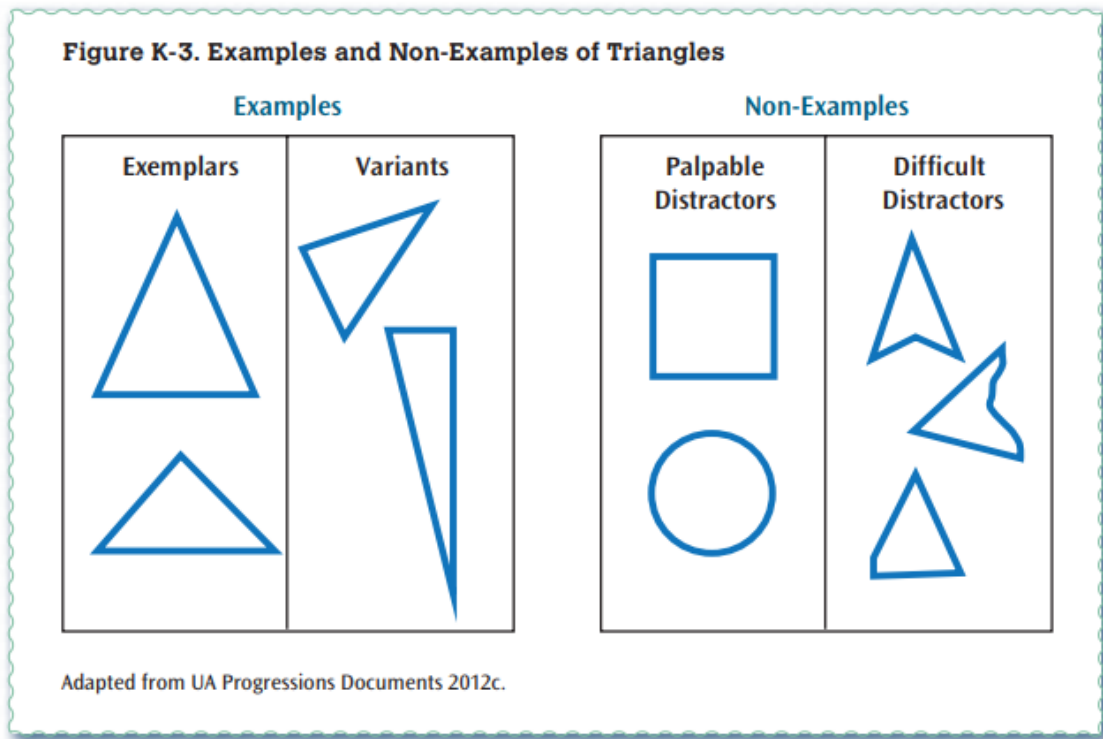 Figure K-3. Examples and Non-Examples of Triangles
Examples
Non-Examples
Exemplars
Variants
Palpable
Distractors
Difficult
Distractors
Adapted from UA Progressions Documents 2012c.